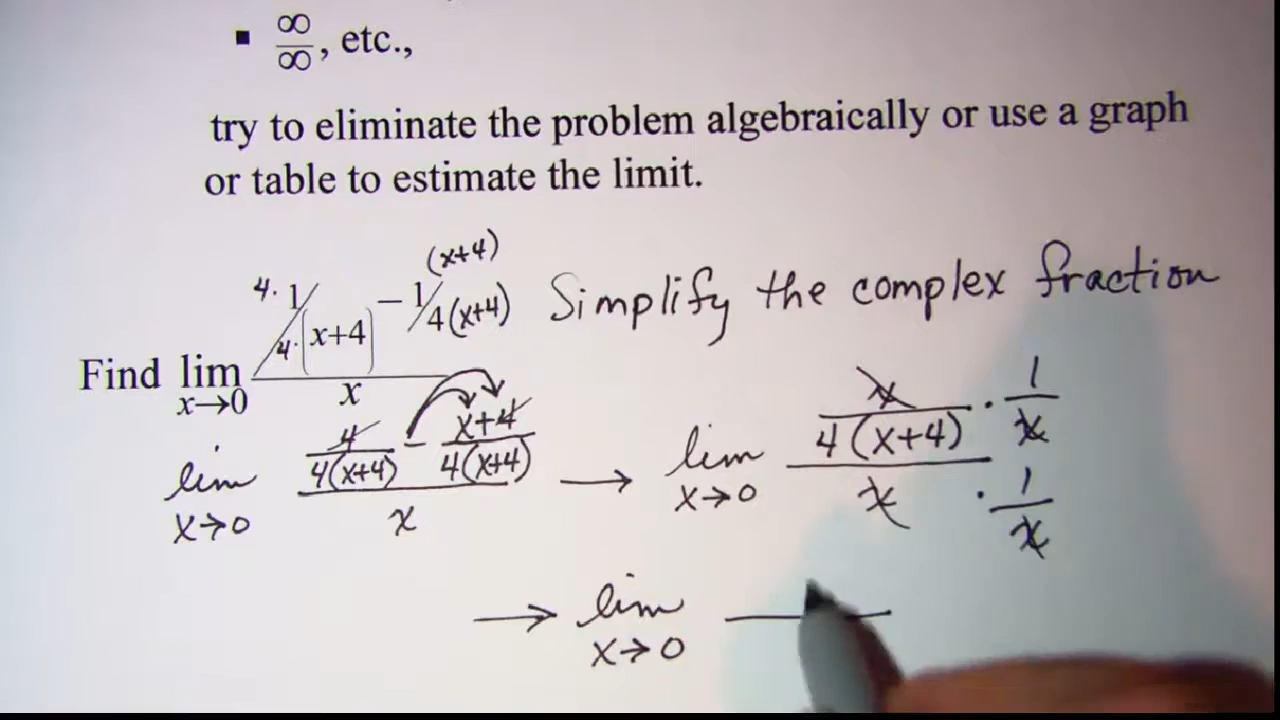 ▪ ∞/∞, etc.,
try to eliminate the problem algebraically or use a graph
or table to estimate the limit.
(x+4)
4· 1/4·(x+4) − 1/4(x+4) Simplify the complex fraction
Find lim x→0
x
lim x→0 (4/4(x+4) − x+4/4(x+4))/x → lim x→0 (x/4(x+4) · 1/x)/(x · 1/x)
→ lim x→0